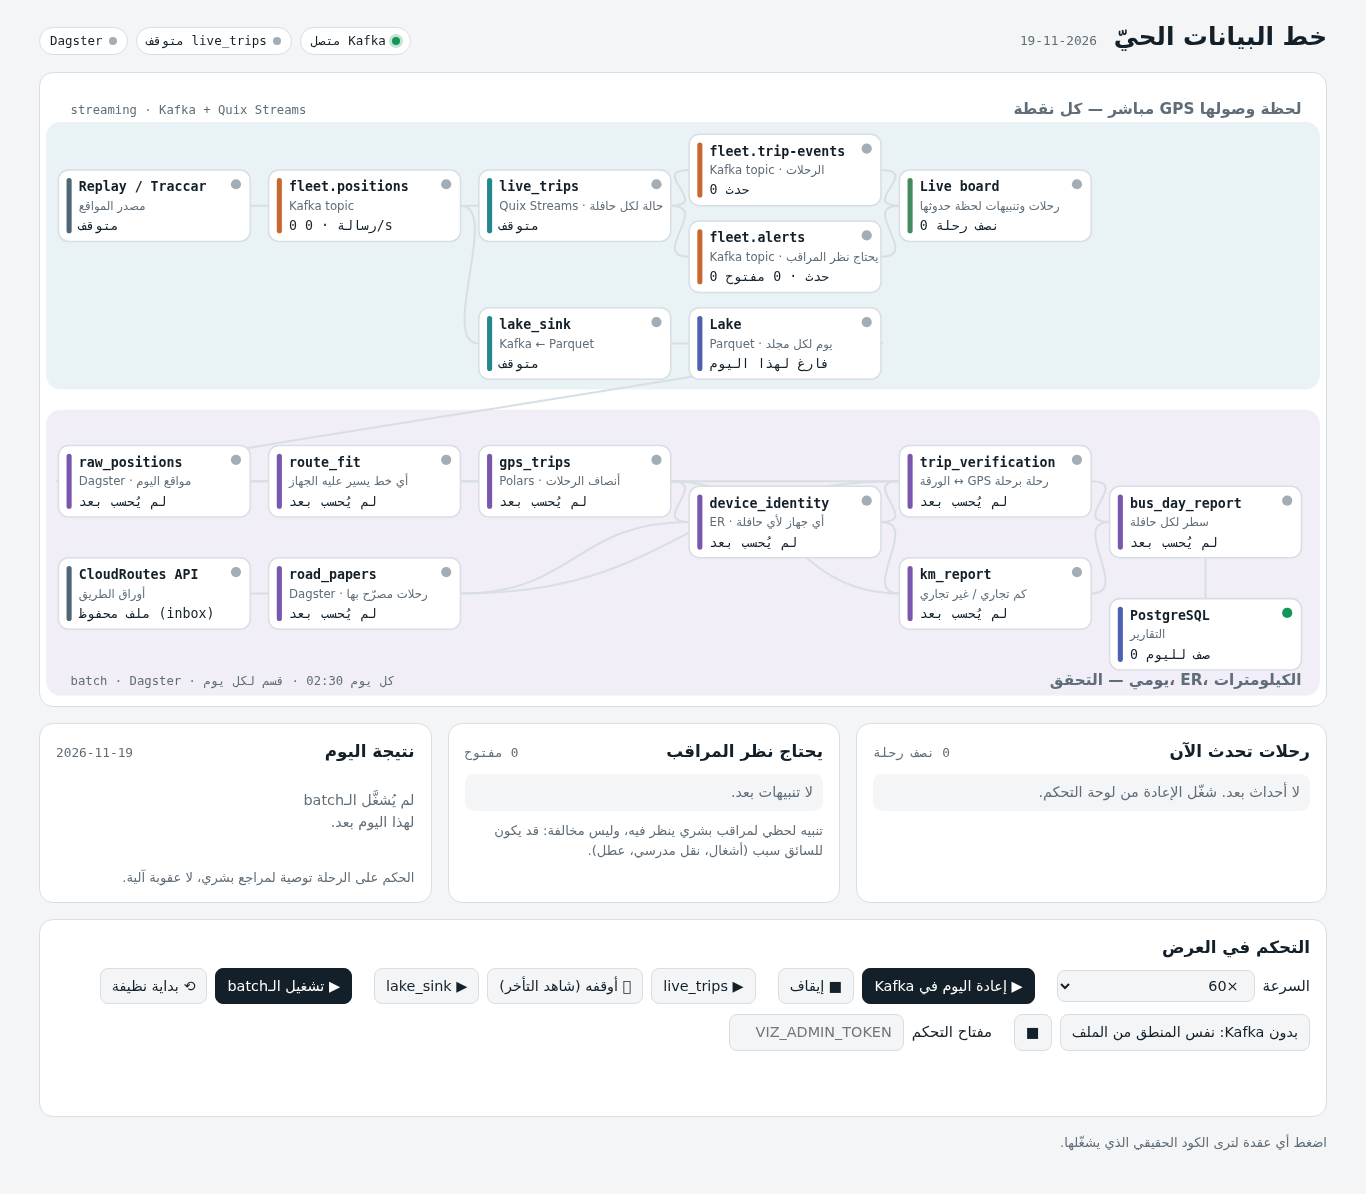 خط البيانات الحيّ
19-11-2026
Kafka متصل
live_trips متوقف
Dagster
لحظة وصولها GPS مباشر — كل نقطة
streaming · Kafka + Quix Streams
Replay / Traccar
مصدر المواقع
متوقف
fleet.positions
Kafka topic
0 رسالة · 0/s
live_trips
Quix Streams · حالة لكل حافلة
متوقف
fleet.trip-events
Kafka topic · الرحلات
0 حدث
fleet.alerts
Kafka topic · يحتاج نظر المراقب
0 حدث · 0 مفتوح
Live board
رحلات وتنبيهات لحظة حدوثها
0 نصف رحلة
lake_sink
Kafka ← Parquet
متوقف
Lake
Parquet · يوم لكل مجلد
فارغ لهذا اليوم
raw_positions
Dagster · مواقع اليوم
لم يُحسب بعد
route_fit
أي خط يسير عليه الجهاز
لم يُحسب بعد
gps_trips
Polars · أنصاف الرحلات
لم يُحسب بعد
device_identity
ER · أي جهاز لأي حافلة
لم يُحسب بعد
trip_verification
رحلة برحلة GPS ↔ الورقة
لم يُحسب بعد
bus_day_report
سطر لكل حافلة
لم يُحسب بعد
CloudRoutes API
أوراق الطريق
ملف محفوظ (inbox)
road_papers
Dagster · رحلات مصرّح بها
لم يُحسب بعد
km_report
كم تجاري / غير تجاري
لم يُحسب بعد
PostgreSQL
التقارير
0 صف لليوم
الكيلومترات ،ER ،يومي — التحقق
batch · Dagster · كل يوم 02:30 · قسم لكل يوم
رحلات تحدث الآن
0 نصف رحلة
لا أحداث بعد. شغّل الإعادة من لوحة التحكم.
يحتاج نظر المراقب
0 مفتوح
لا تنبيهات بعد.
تنبيه لحظي لمراقب بشري ينظر فيه، وليس مخالفة: قد يكون
للسائق سبب (أشغال، نقل مدرسي، عطل).
نتيجة اليوم
2026-11-19
لم يُشغَّل الـbatch
لهذا اليوم بعد.
الحكم على الرحلة توصية لمراجع بشري، لا عقوبة آلية.
التحكم في العرض
السرعة
60×
▶ إعادة اليوم في Kafka
■ إيقاف
▶ live_trips
أوقفه (شاهد التأخر)
▶ lake_sink
▶ تشغيل الـbatch
⟲ بداية نظيفة
بدون Kafka: نفس المنطق من الملف
■
مفتاح التحكم
VIZ_ADMIN_TOKEN
اضغط أي عقدة لترى الكود الحقيقي الذي يشغّلها.